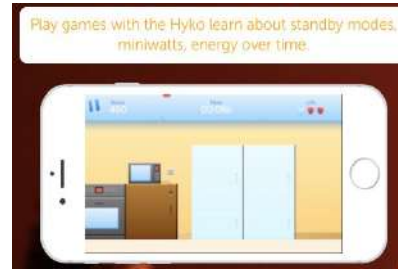 Play games with the Hyko learn about standby modes,
miniwatts, energy over time.